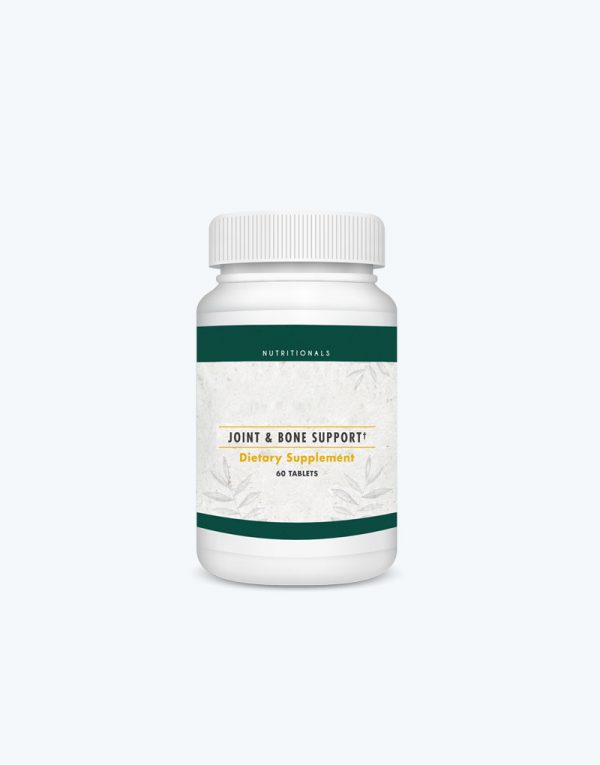 NUTRITIONALS
JOINT & BONE SUPPORT†
Dietary Supplement
60 TABLETS